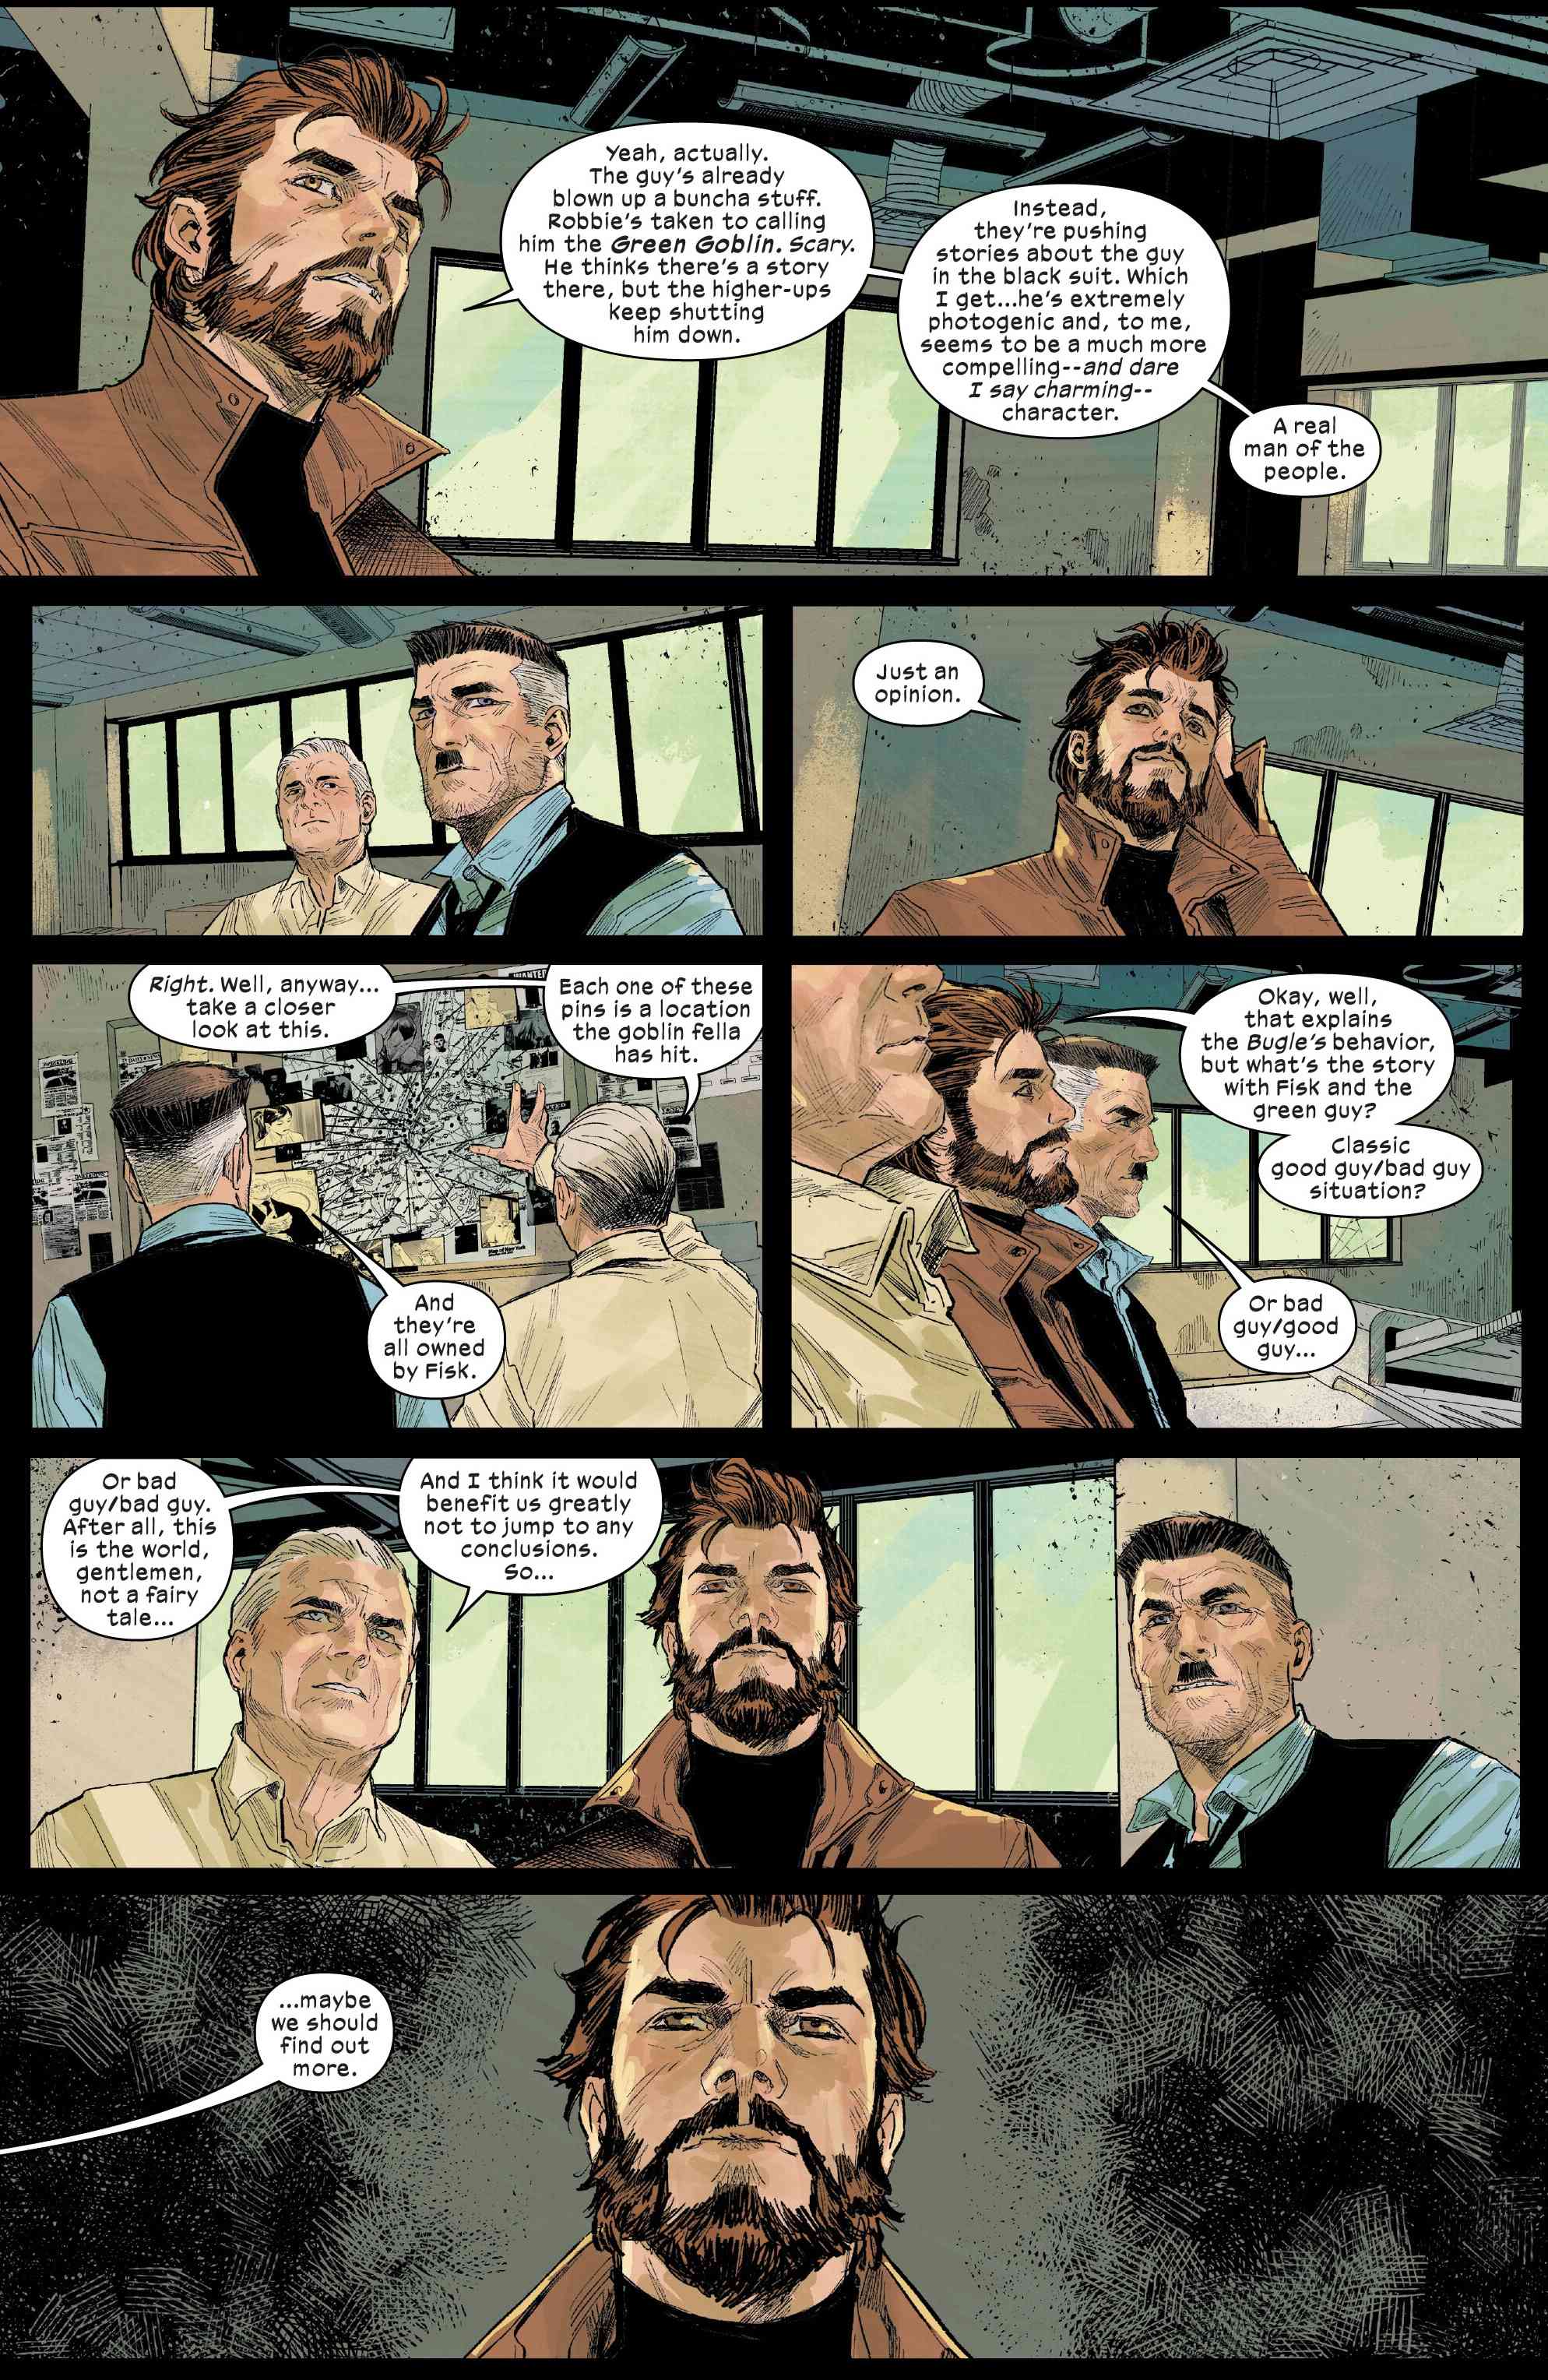 Yeah, actually.
The guy's already
blown up a buncha stuff.
Robbie's taken to calling
him the Green Goblin. Scary.
He thinks there's a story
there, but the higher-ups
keep shutting
him down.
Instead,
they're pushing
stories about the guy
in the black suit. Which
I get...he's extremely
photogenic and, to me,
seems to be a much more
compelling--and dare
I say charming--
character.
A real
man of the
people.
Just an
opinion.
Right. Well, anyway...
take a closer
look at this.
Each one of these
pins is a location
the goblin fella
has hit.
WANTED
Map of New York
And
they're
all owned
by Fisk.
Okay, well,
that explains
the Bugle's behavior,
but what's the story
with Fisk and the
green guy?
Classic
good guy/bad guy
situation?
Or bad
guy/good
guy...
Or bad
guy/bad guy.
After all, this
is the world,
gentlemen,
not a fairy
tale...
And I think it would
benefit us greatly
not to jump to any
conclusions.
So...
...maybe
we should
find out
more.